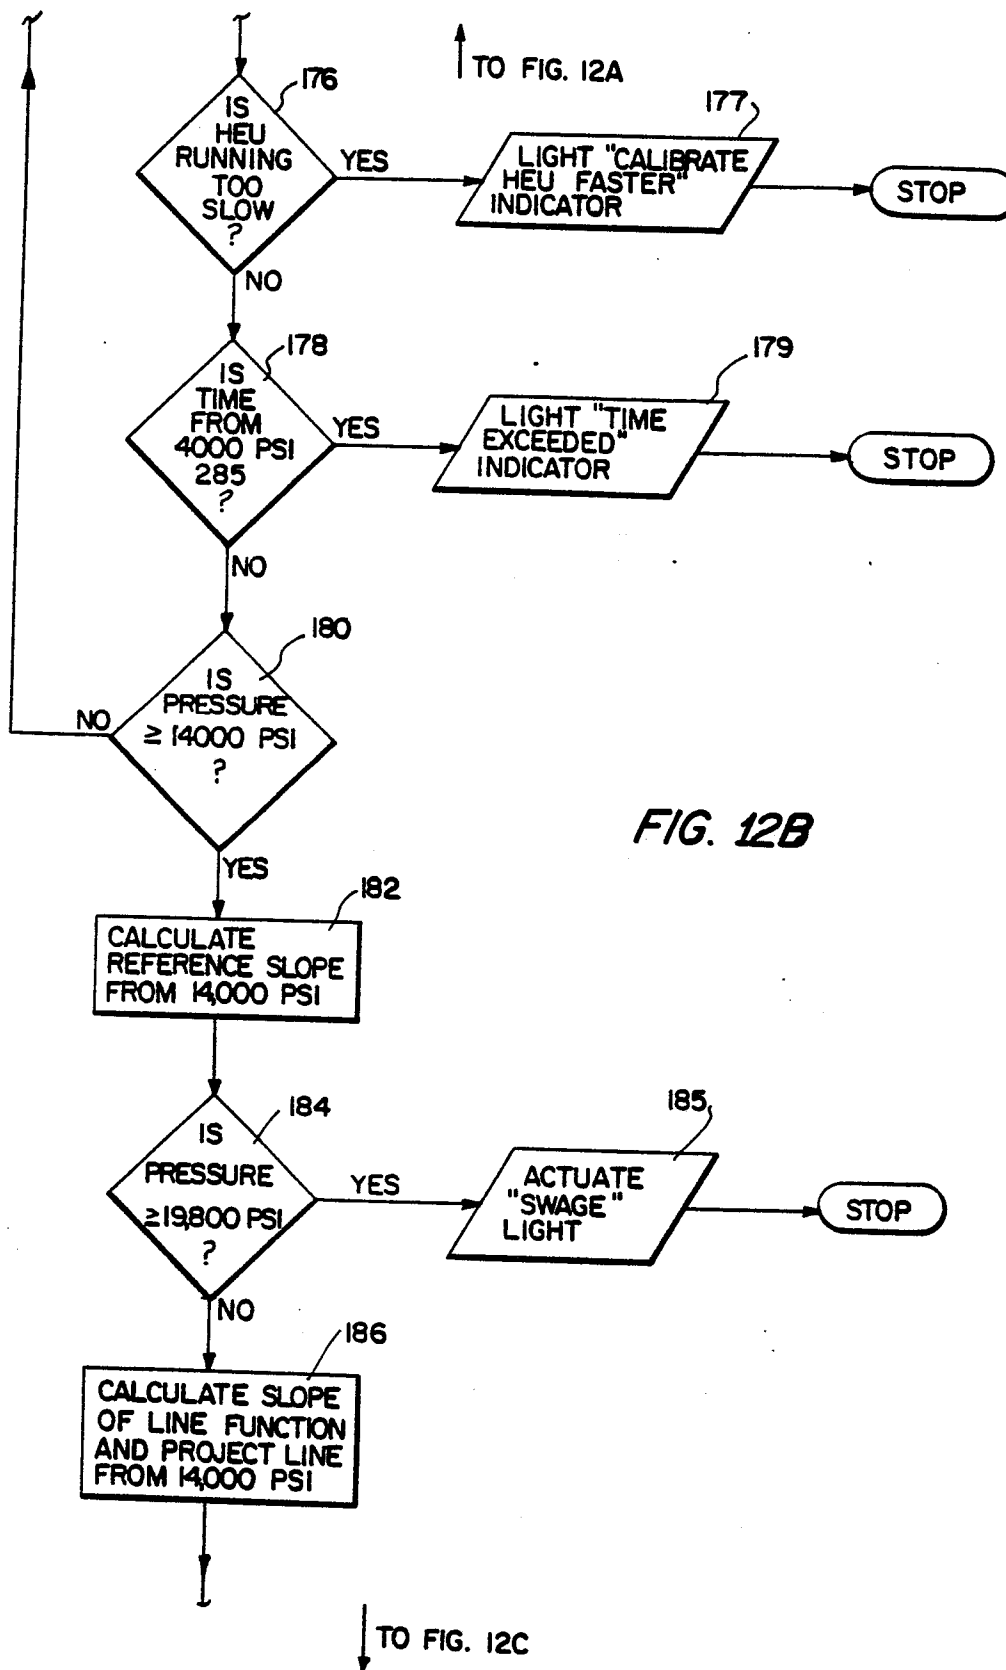 TO FIG. 12A
176
IS
HEU
RUNNING
TOO
SLOW
?
YES
177
LIGHT "CALIBRATE
HEU FASTER"
INDICATOR
STOP
NO
178
IS
TIME
FROM
4000 PSI
285
?
YES
179
LIGHT "TIME
EXCEEDED"
INDICATOR
STOP
NO
180
IS
PRESSURE
≥ 14000 PSI
?
NO
YES
FIG. 12B
182
CALCULATE
REFERENCE SLOPE
FROM 14,000 PSI
184
IS
PRESSURE
≥19,800 PSI
?
YES
185
ACTUATE
"SWAGE"
LIGHT
STOP
NO
186
CALCULATE SLOPE
OF LINE FUNCTION
AND PROJECT LINE
FROM 14,000 PSI
TO FIG. 12C